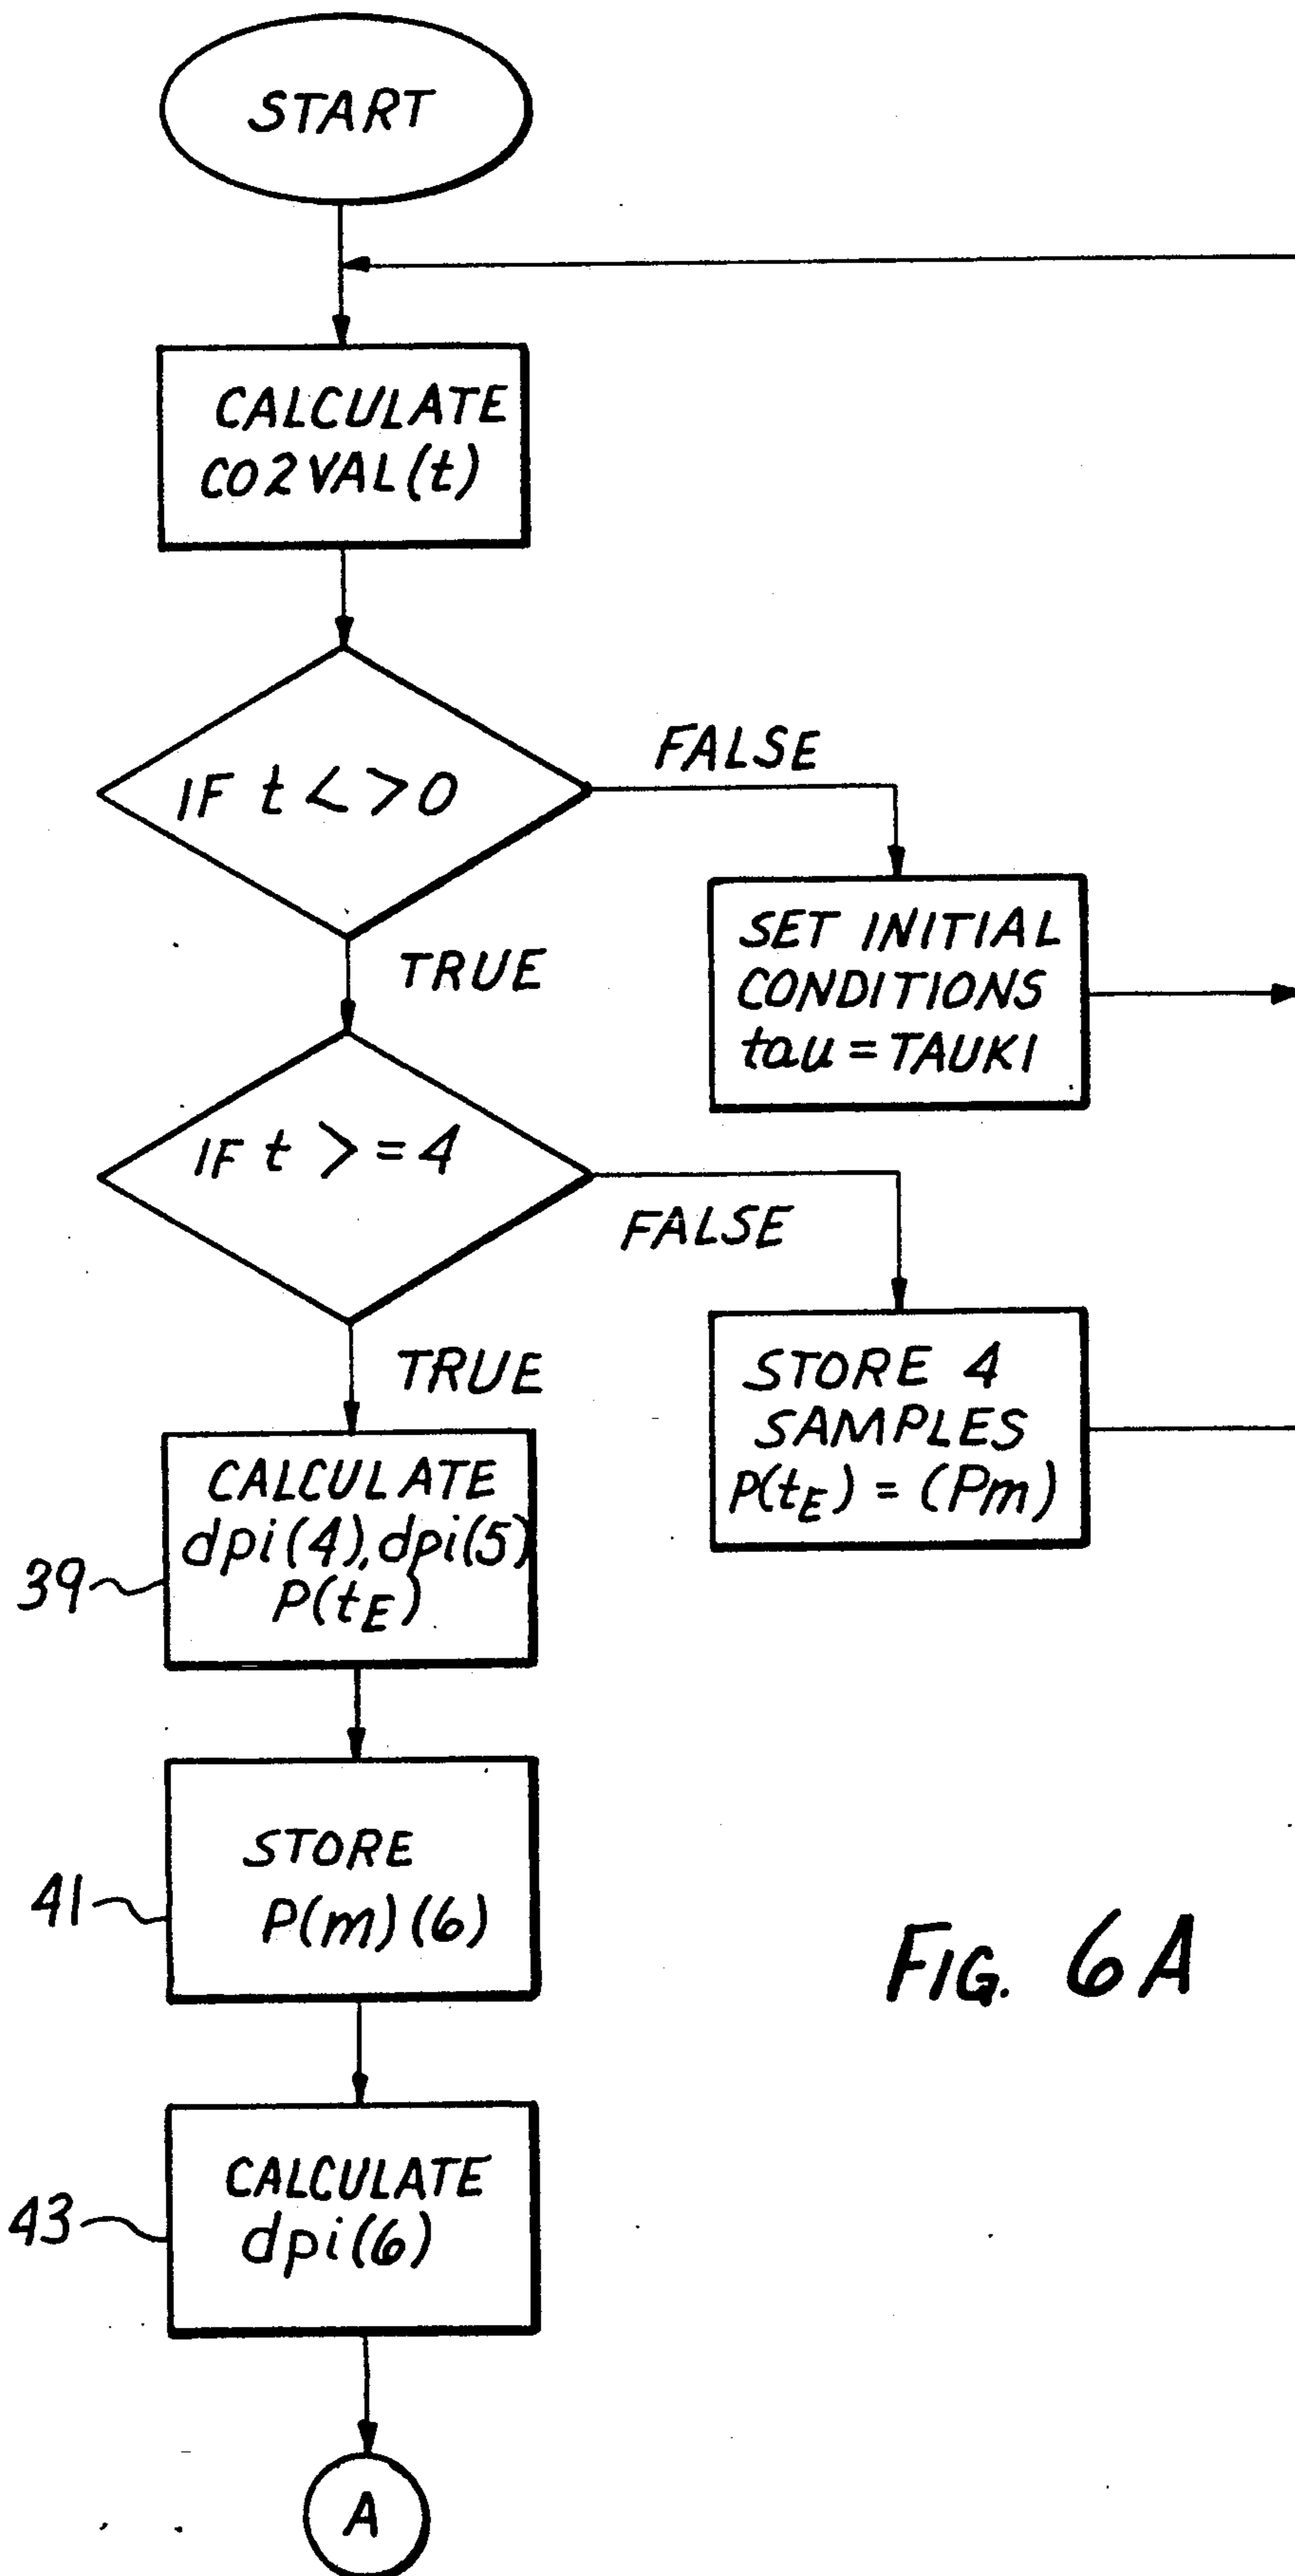 START
CALCULATE
CO2VAL(t)
IF t < > 0
FALSE
TRUE
SET INITIAL
CONDITIONS
tau = TAUKI
IF t > = 4
FALSE
TRUE
STORE 4
SAMPLES
P(tE) = (Pm)
39
CALCULATE
dpi(4), dpi(5)
P(tE)
41
STORE
P(m)(6)
43
CALCULATE
dpi(6)
A
FIG. 6A